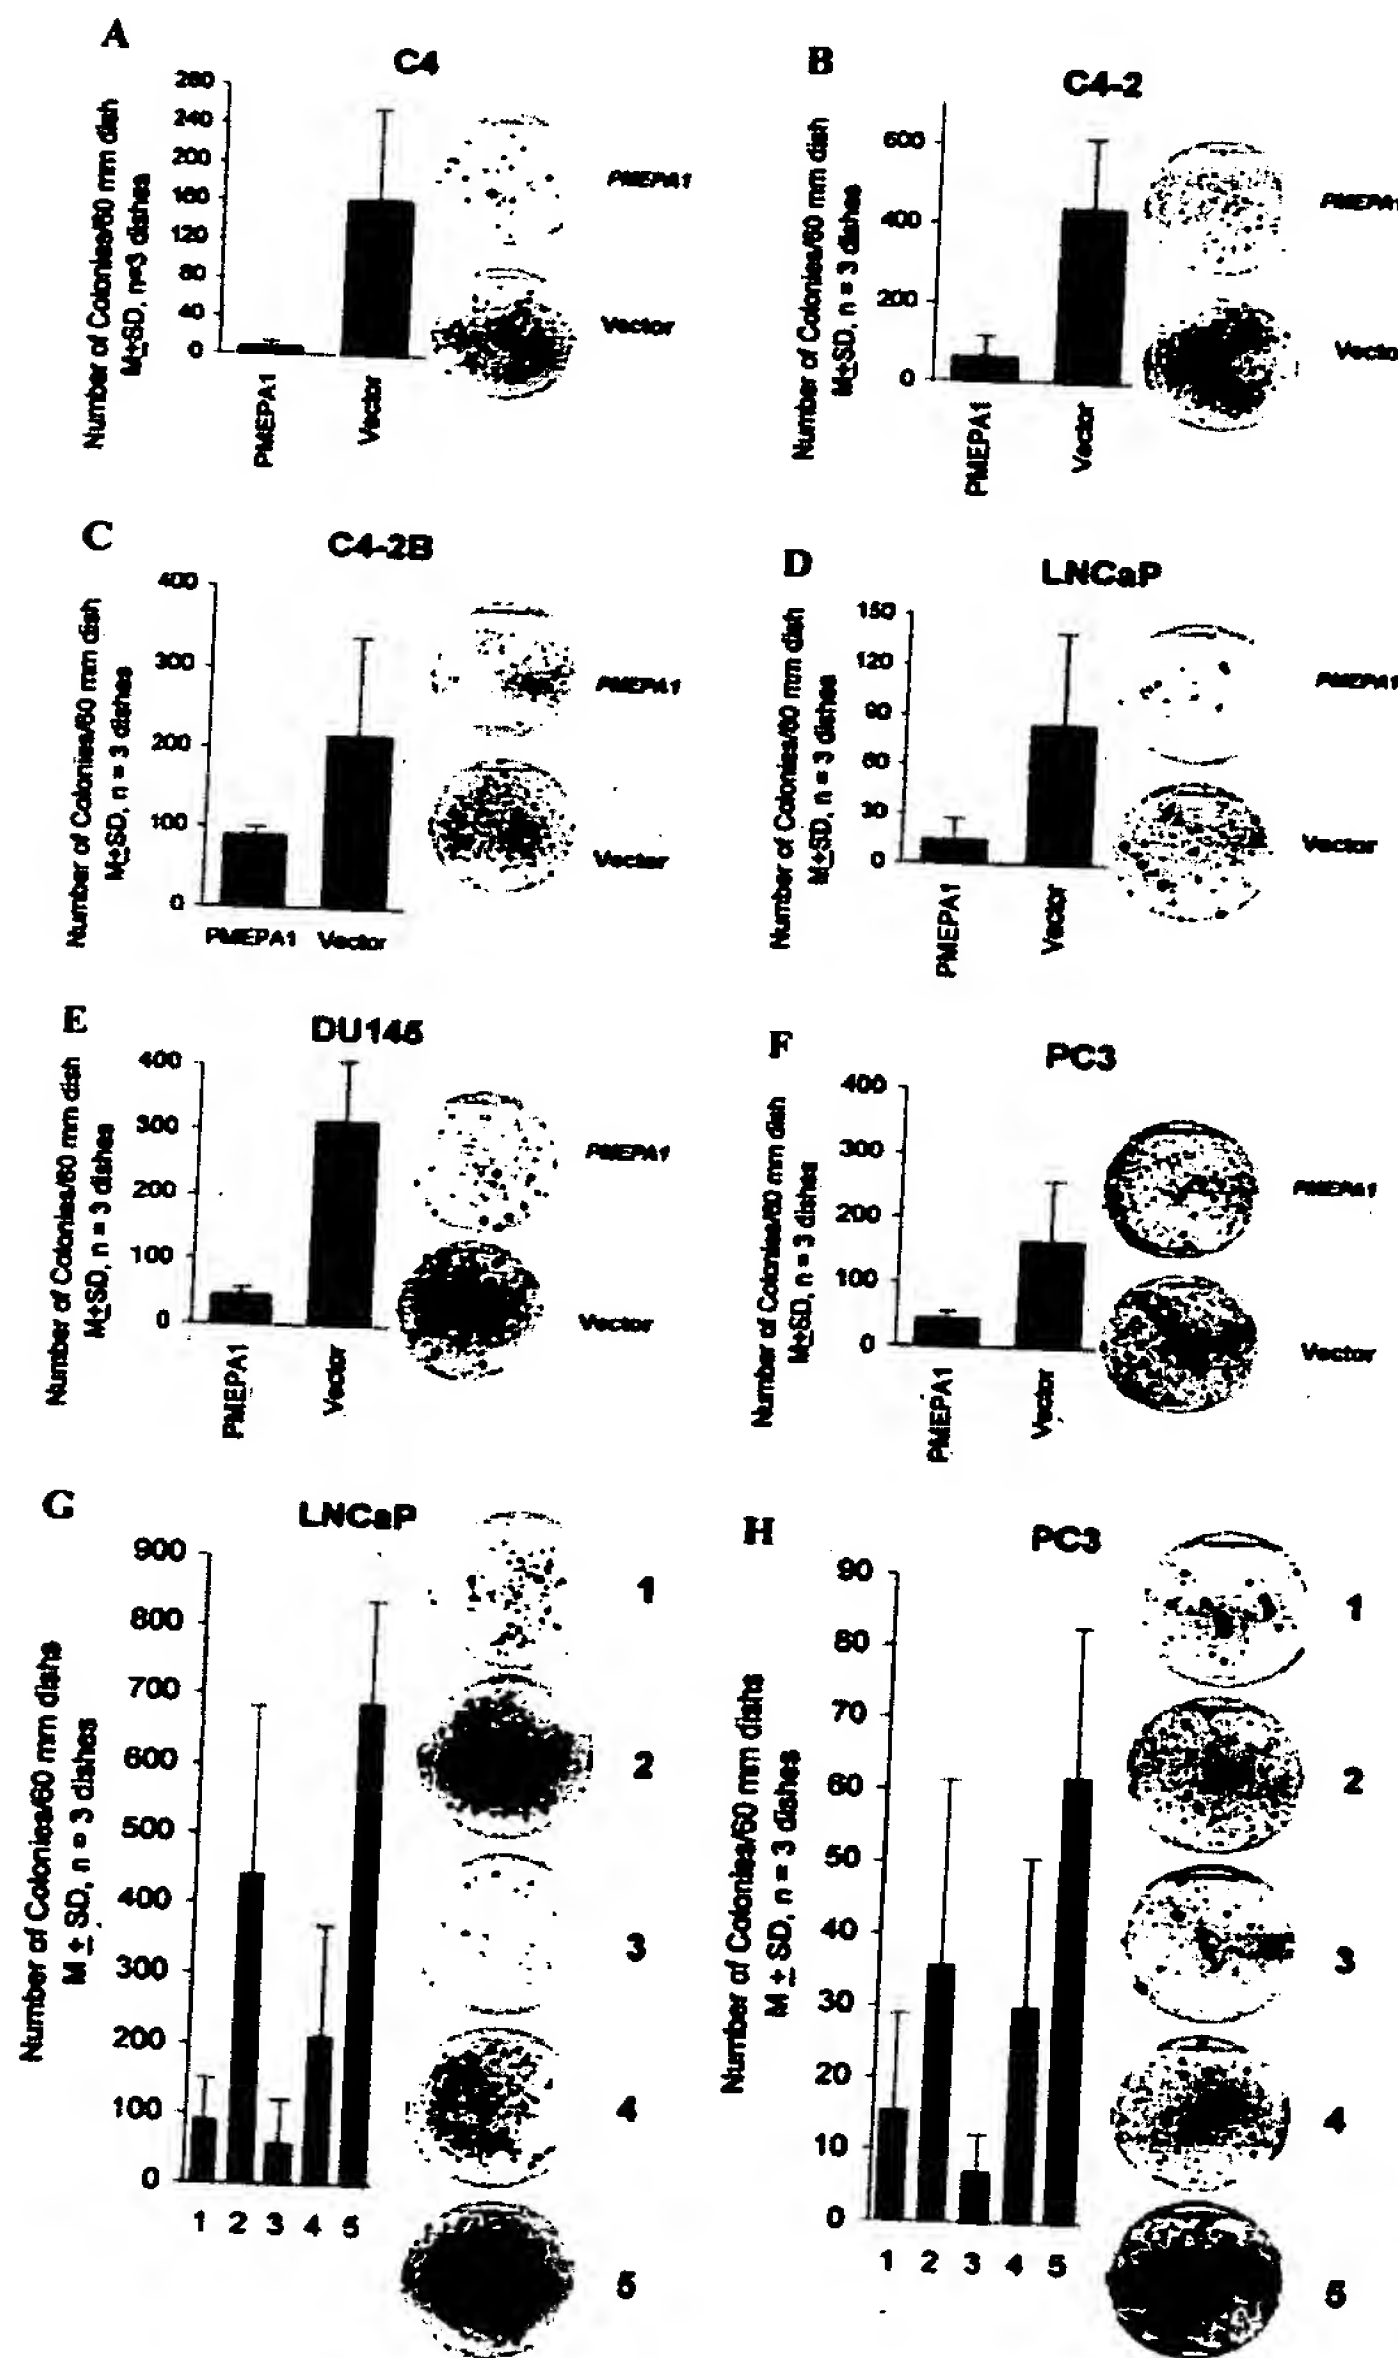 A
C4
Number of Colonies/60 mm dish
M±SD, n=3 dishes
280
240
200
160
120
80
40
0
PMEPA1
Vector
PMEPA1
Vector
B
C4-2
Number of Colonies/60 mm dish
M±SD, n = 3 dishes
600
400
200
0
PMEPA1
Vector
PMEPA1
Vecto
C
C4-2B
Number of Colonies/60 mm dish
M±SD, n = 3 dishes
400
300
200
100
0
PMEPA1 Vector
PMEPA1
Vector
D
LNCaP
Number of Colonies/60 mm dish
M±SD, n = 3 dishes
150
120
90
60
30
0
PMEPA1
Vector
PMEPA1
Vector
E
DU145
Number of Colonies/60 mm dish
M±SD, n = 3 dishes
400
300
200
100
0
PMEPA1
Vector
PMEPA1
Vector
F
PC3
Number of Colonies/60 mm dish
M±SD, n = 3 dishes
400
300
200
100
0
PMEPA1
Vector
PMEPA1
Vector
G
LNCaP
Number of Colonies/60 mm dishs
M ± SD, n = 3 dishes
900
800
700
600
500
400
300
200
100
0
1 2 3 4 5
1
2
3
4
5
H
PC3
Number of Colonies/60 mm dishs
M ± SD, n = 3 dishes
90
80
70
60
50
40
30
20
10
0
1 2 3 4 5
1
2
3
4
5